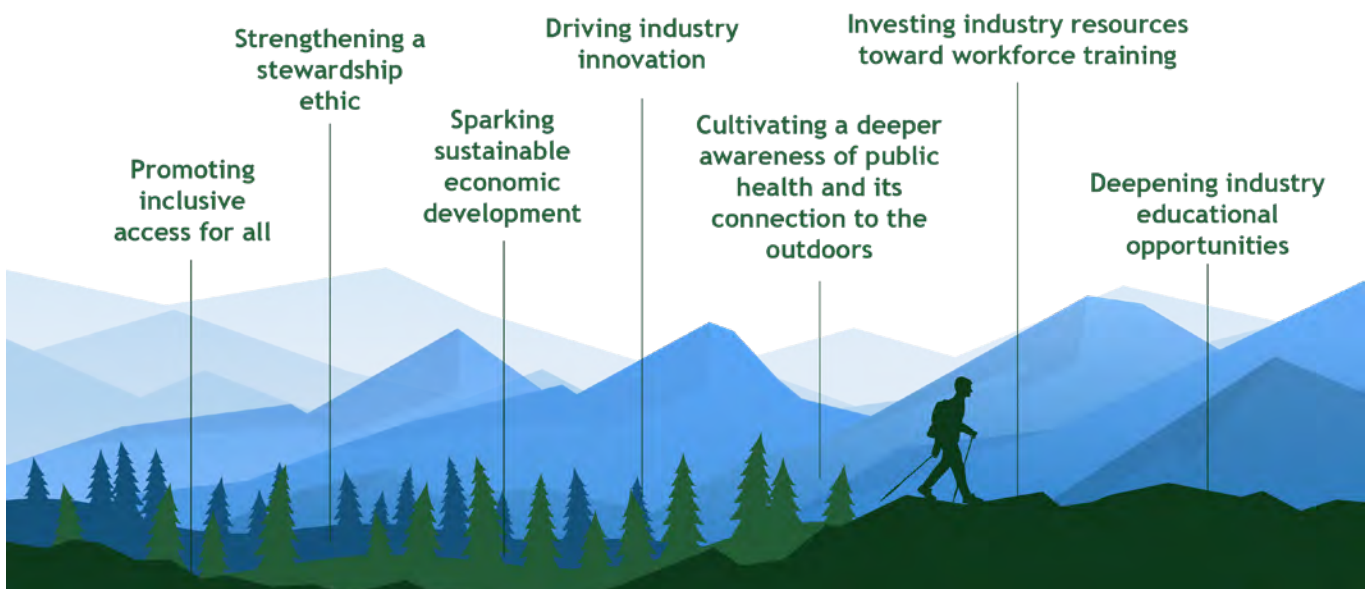 Promoting
inclusive
access for all
Strengthening a
stewardship
ethic
Sparking
sustainable
economic
development
Driving industry
innovation
Cultivating a deeper
awareness of public
health and its
connection to the
outdoors
Investing industry resources
toward workforce training
Deepening industry
educational
opportunities